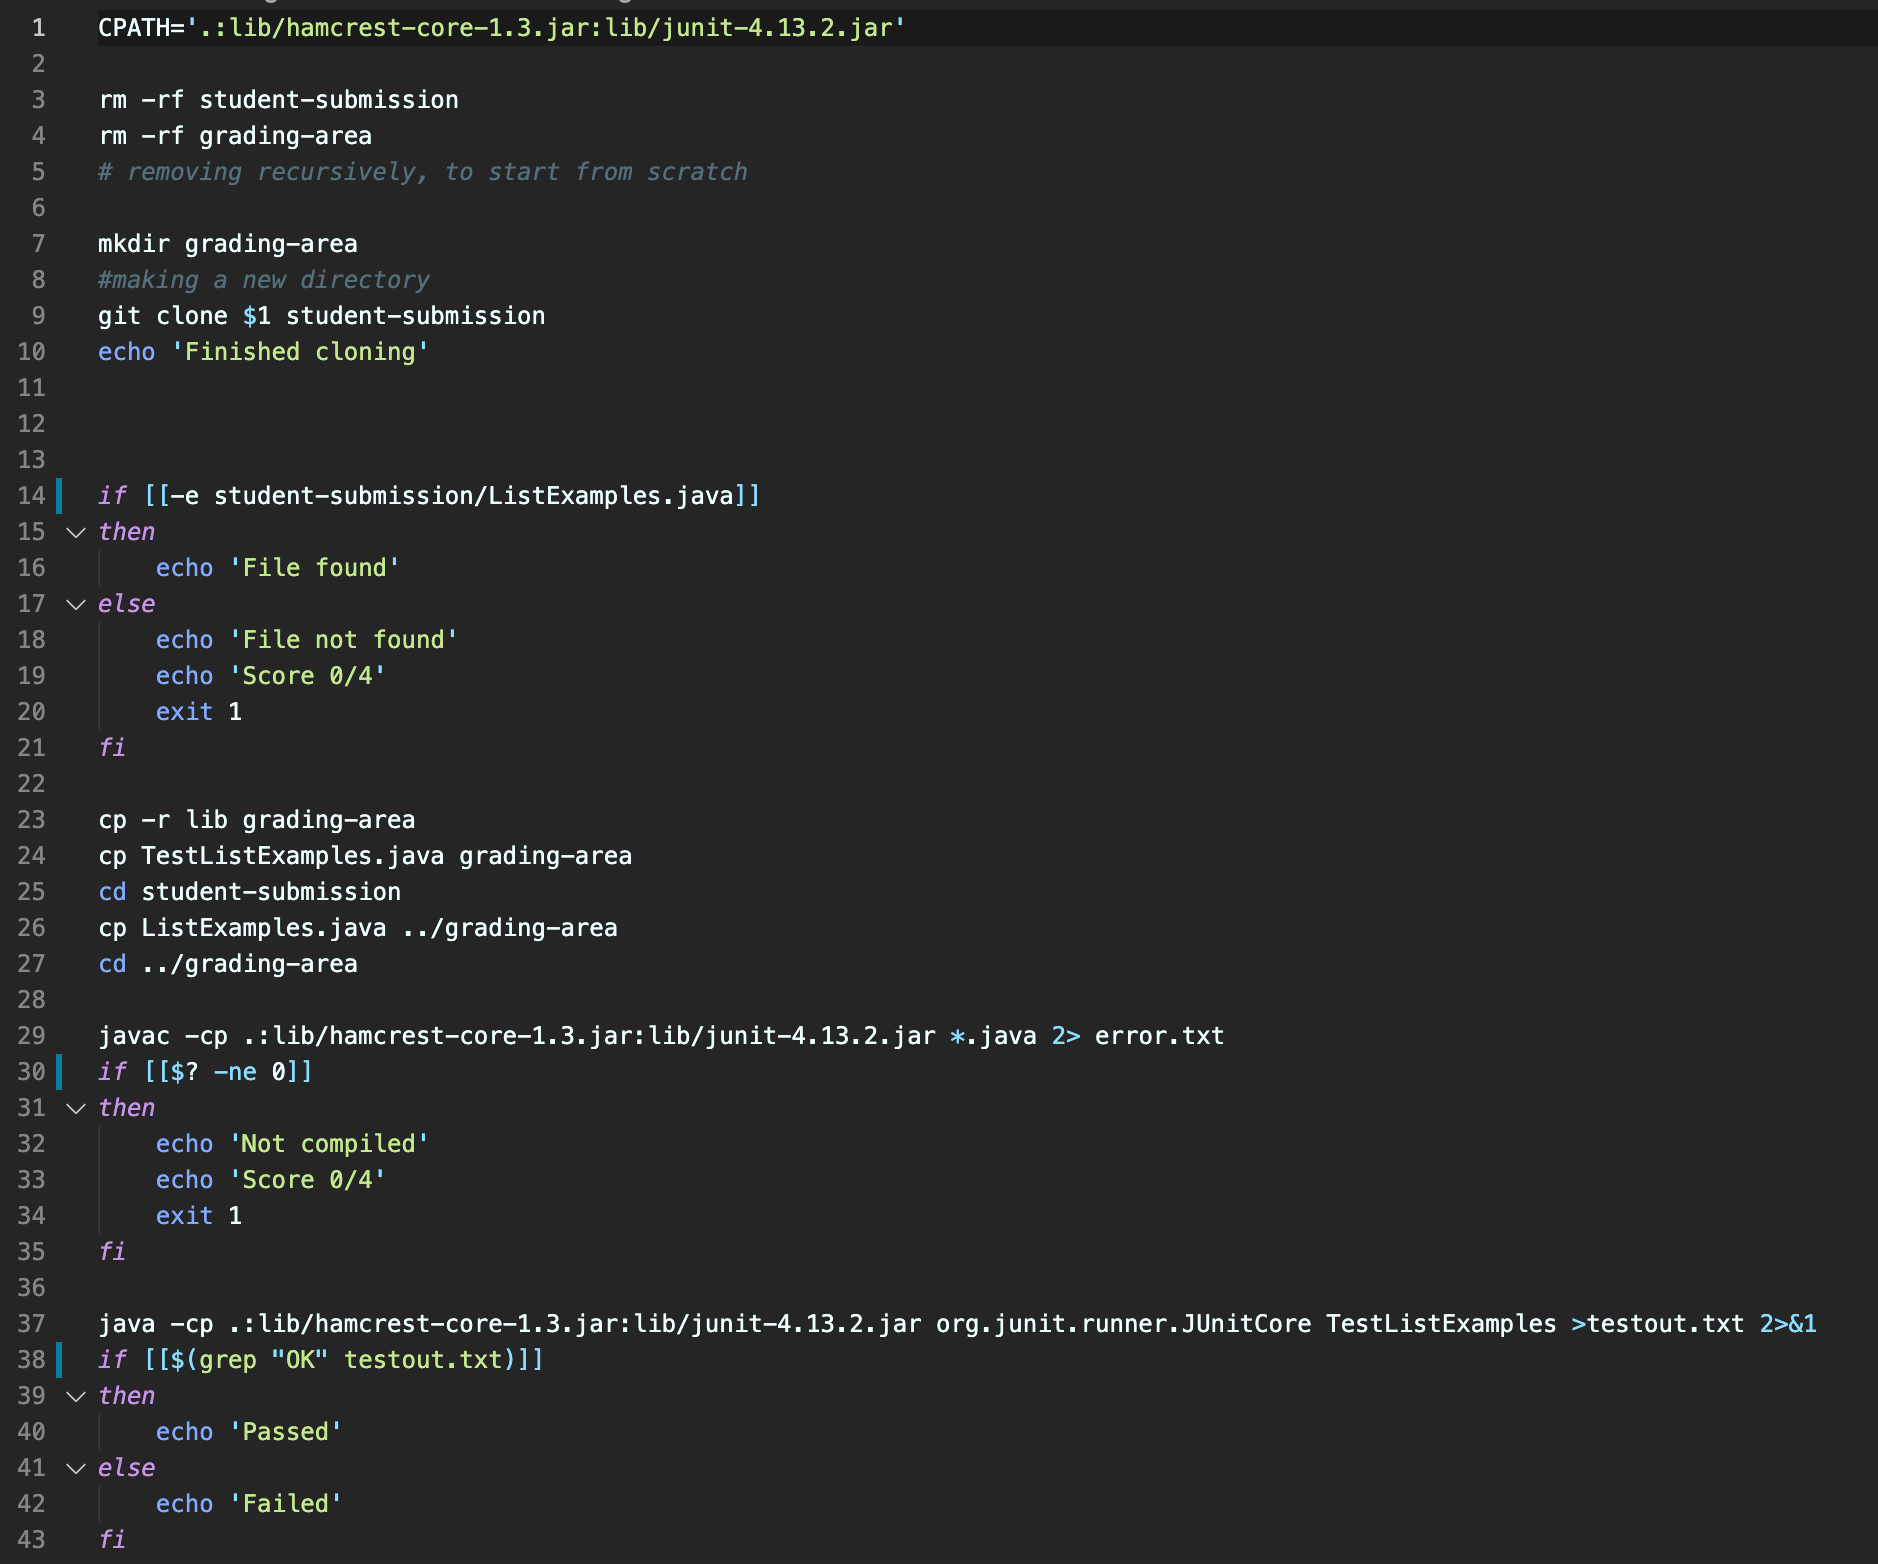 1 CPATH='.:lib/hamcrest-core-1.3.jar:lib/junit-4.13.2.jar'
2
3 rm -rf student-submission
4 rm -rf grading-area
5 # removing recursively, to start from scratch
6
7 mkdir grading-area
8 #making a new directory
9 git clone $1 student-submission
10 echo 'Finished cloning'
11
12
13
14 if [[-e student-submission/ListExamples.java]]
15 then
16     echo 'File found'
17 else
18     echo 'File not found'
19     echo 'Score 0/4'
20     exit 1
21 fi
22
23 cp -r lib grading-area
24 cp TestListExamples.java grading-area
25 cd student-submission
26 cp ListExamples.java ../grading-area
27 cd ../grading-area
28
29 javac -cp .:lib/hamcrest-core-1.3.jar:lib/junit-4.13.2.jar *.java 2> error.txt
30 if [[$? -ne 0]]
31 then
32     echo 'Not compiled'
33     echo 'Score 0/4'
34     exit 1
35 fi
36
37 java -cp .:lib/hamcrest-core-1.3.jar:lib/junit-4.13.2.jar org.junit.runner.JUnitCore TestListExamples >testout.txt 2>&1
38 if [[$(grep "OK" testout.txt)]]
39 then
40     echo 'Passed'
41 else
42     echo 'Failed'
43 fi